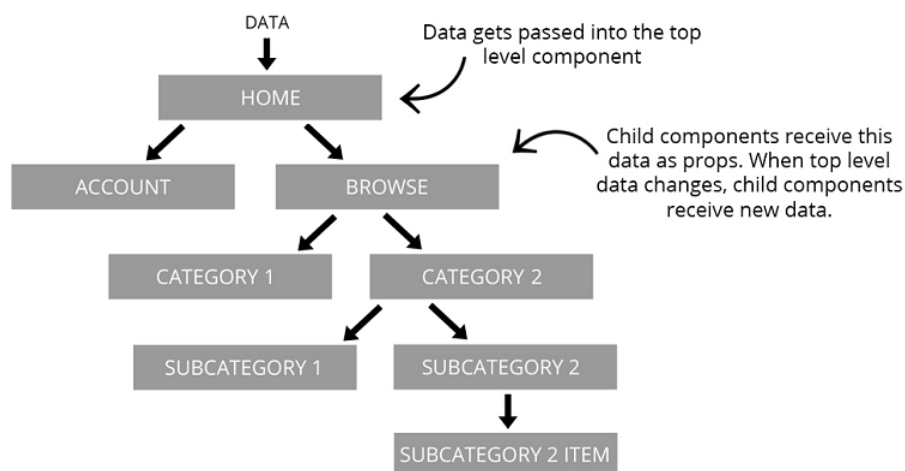 DATA
Data gets passed into the top
level component
HOME
Child components receive this
data as props. When top level
data changes, child components
receive new data.
ACCOUNT
BROWSE
CATEGORY 1
CATEGORY 2
SUBCATEGORY 1
SUBCATEGORY 2
SUBCATEGORY 2 ITEM